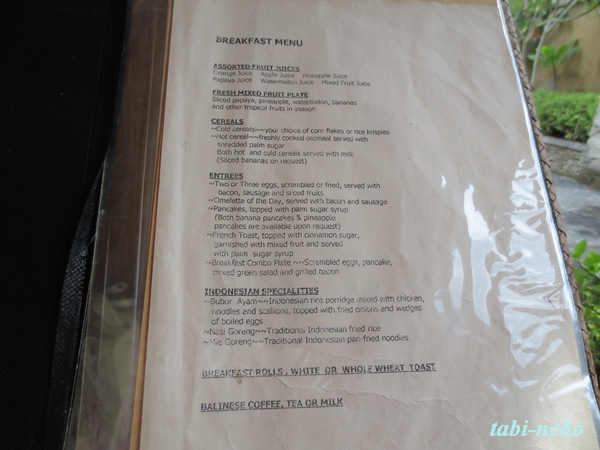 BREAKFAST MENU
ASSORTED FRUIT JUICES
Orange Juice Apple Juice Pineapple Juice
Papaya Juice Watermelon Juice Mixed Fruit Juice
FRESH MIXED FRUIT PLATE
Sliced papaya, pineapple, watermelon, bananas
and other tropical fruits in season
CEREALS
~Cold cereals~~your choice of corn flakes or rice krispies
~Hot cereal~~freshly cooked oatmeal served with
shredded palm sugar
Both hot and cold cereals served with milk
(Sliced bananas on request)
ENTREES
~Two or Three eggs, scrambled or fried, served with
bacon, sausage and sliced fruits
~Omelette of the Day, served with bacon and sausage
~Pancakes, topped with palm sugar syrup
(Both banana pancakes & pineapple
pancakes are available upon request)
~French Toast, topped with cinnamon sugar,
garnished with mixed fruit and served
with palm sugar syrup
~Breakfast Combo Plate ~~Scrambled eggs, pancake,
mixed green salad and grilled bacon
INDONESIAN SPECIALITIES
~Bubur Ayam~~Indonesian rice porridge mixed with chicken,
noodles and scallions, topped with fried onions and wedges
of boiled eggs
~Nasi Goreng~~Traditional Indonesian fried rice
~Mie Goreng~~Traditional Indonesian pan-fried noodles
BREAKFAST ROLLS, WHITE OR WHOLE WHEAT TOAST
BALINESE COFFEE, TEA OR MILK
tabi-neko